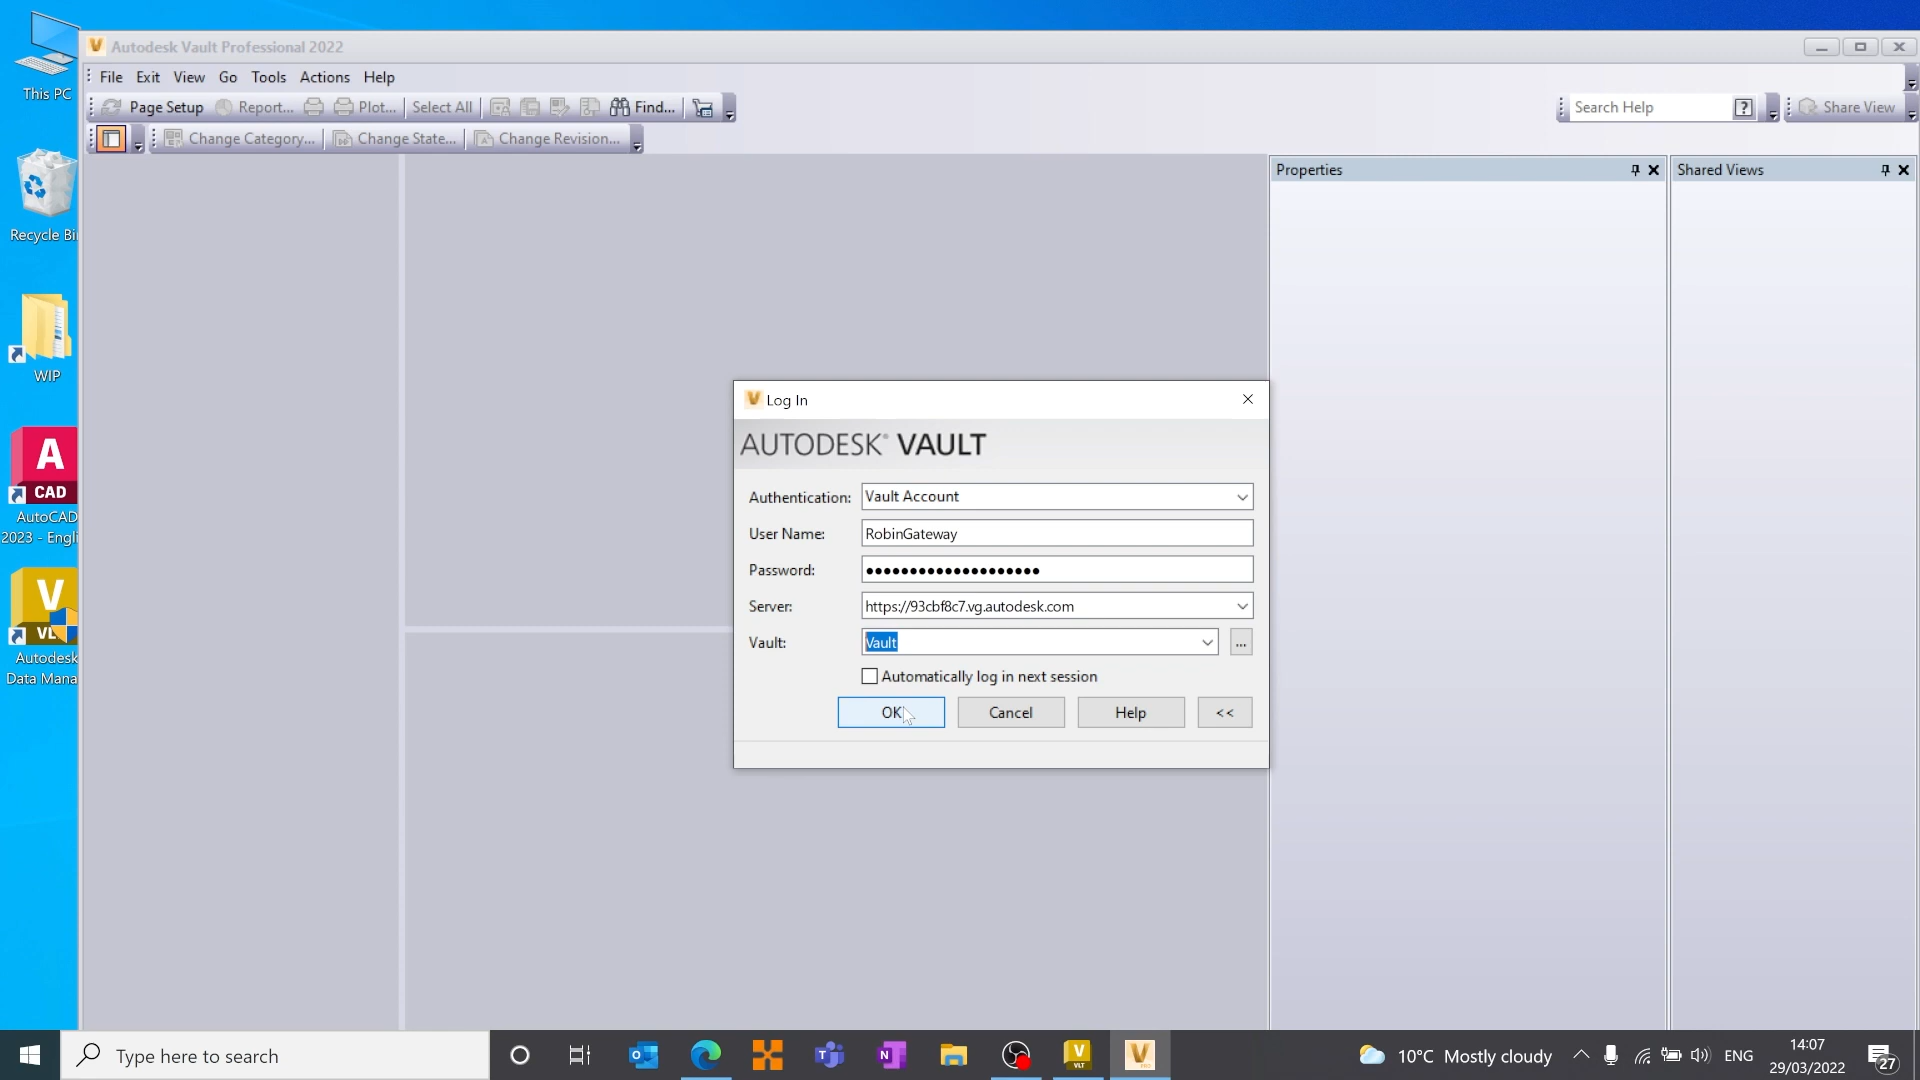 This PC
Recycle Bi
WIP
A
CAD
AutoCAD
2023 - Engli
V
VL
Autodesk
Data Mana
Autodesk Vault Professional 2022
File Exit View Go Tools Actions Help
Page Setup Report... Plot... Select All Find... Search Help ? Share View
Change Category... Change State... Change Revision...
Properties
Shared Views
Log In
AUTODESK® VAULT
Authentication: Vault Account
User Name: RobinGateway
Password: ●●●●●●●●●●●●●●●●●●●●
Server: https://93cbf8c7.vg.autodesk.com
Vault: Vault ...
Automatically log in next session
OK Cancel Help <<
Type here to search
10°C Mostly cloudy ENG
14:07
29/03/2022
27